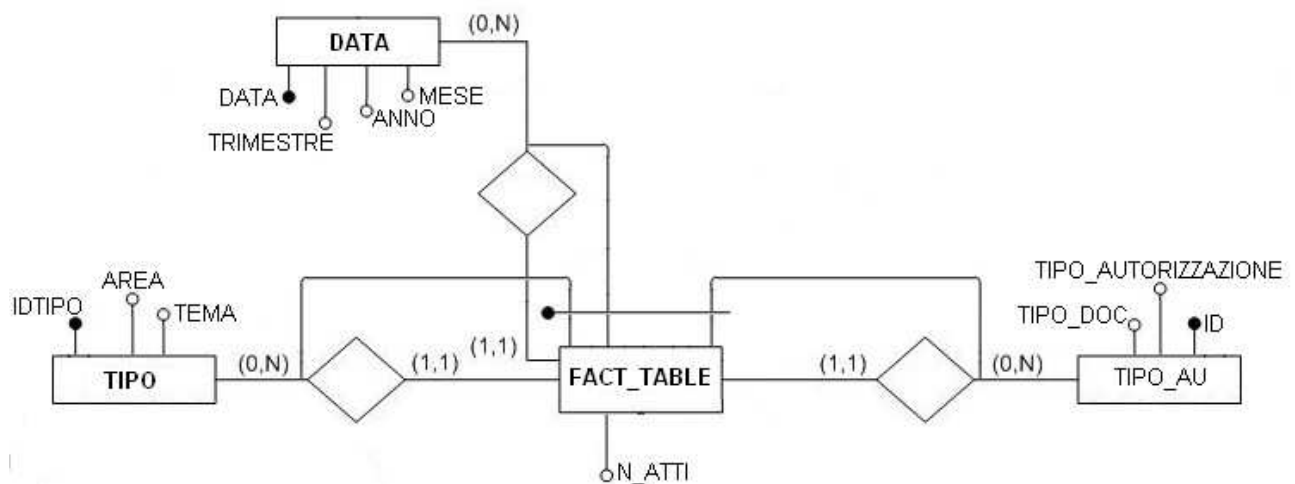 (0,N)
DATA
DATA
MESE
ANNO
TRIMESTRE
TIPO_AUTORIZZAZIONE
AREA
IDTIPO
TEMA
TIPO_DOC
ID
(0,N)
(1,1)
(1,1)
(1,1)
(0,N)
TIPO
FACT_TABLE
TIPO_AU
N_ATTI